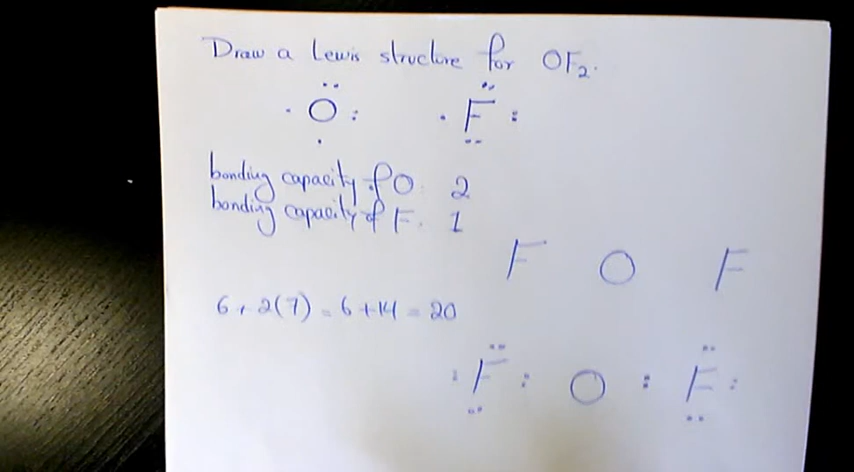 Draw a Lewis structure for OF₂.
· Ö : · F̈ :
bonding capacity of O. 2
bonding capacity of F. 1
F O F
6 + 2(7) = 6 + 14 = 20
: F̈ : O : F̈ :